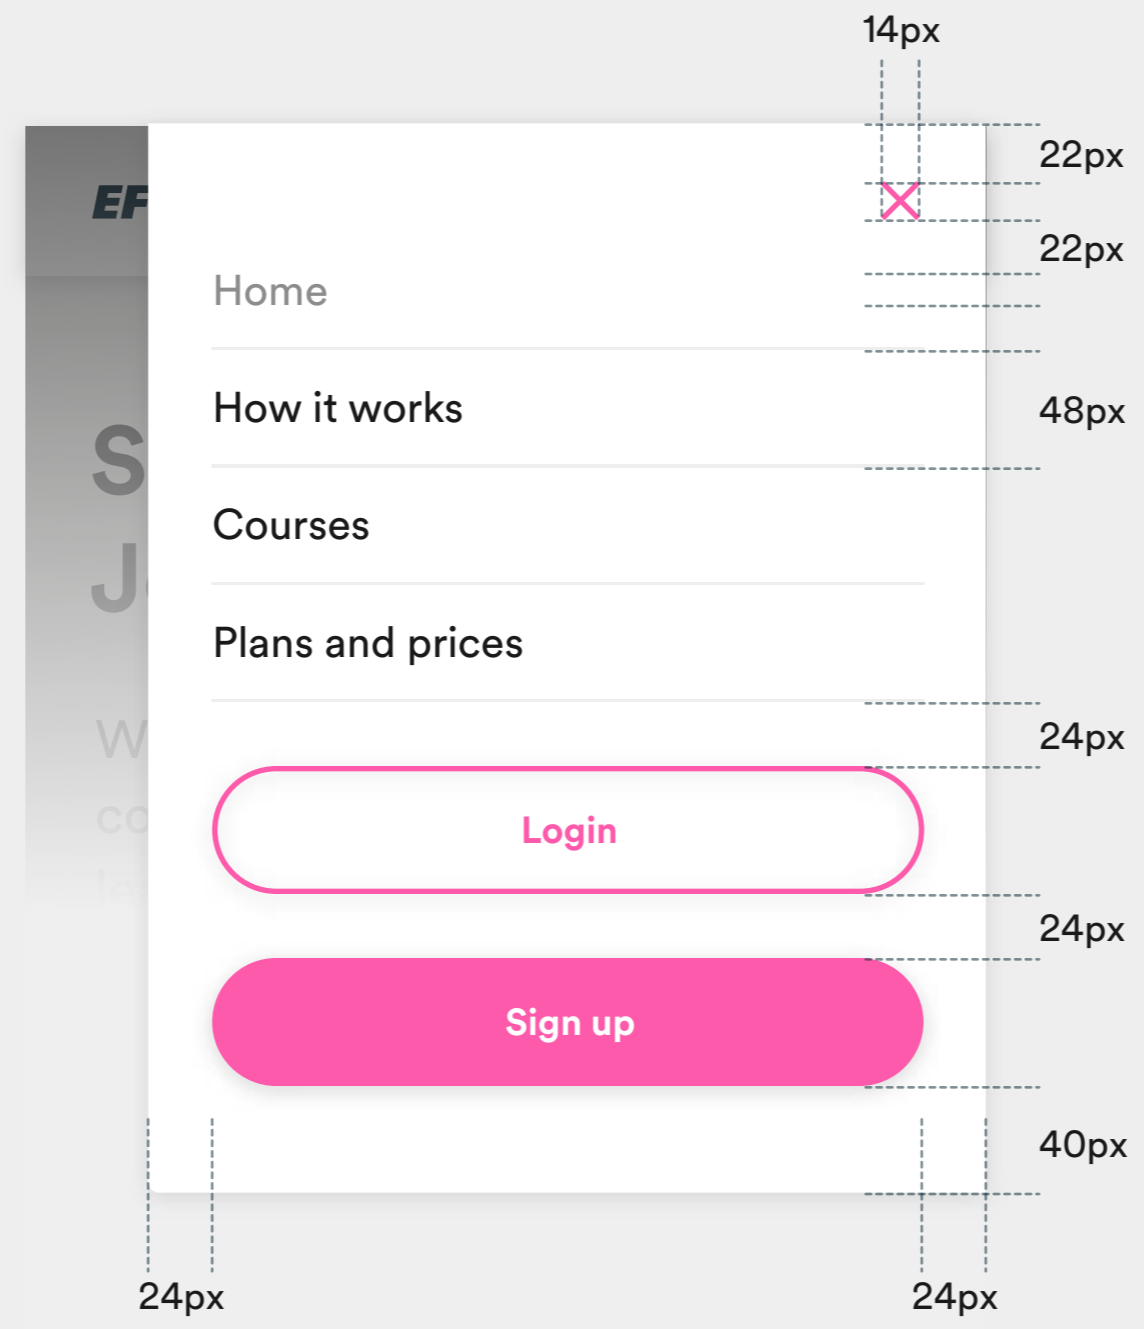 14px
22px
EF
22px
Home
How it works
48px
S
Courses
J
Plans and prices
W
24px
co
Login
24px
Sign up
40px
24px
24px